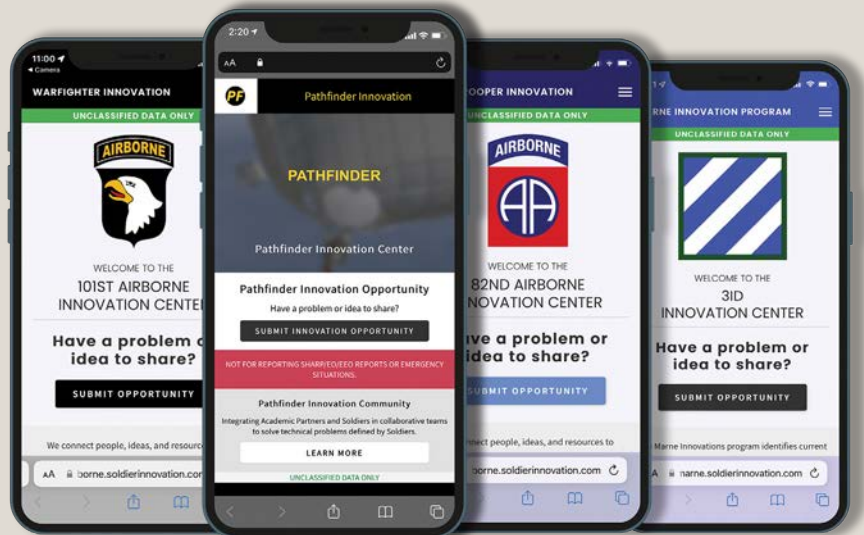 11:00
Camera
WARFIGHTER INNOVATION
UNCLASSIFIED DATA ONLY
AIRBORNE
WELCOME TO THE
101ST AIRBORNE
INNOVATION
Have a problem
idea to share?
SUBMIT OPPORTUNITY
We connect people, ideas, and
AA
borne.soldierinnovation.com
2:20
AA
PF
Pathfinder Innovation
PATHFINDER
Pathfinder Innovation Center
Pathfinder Innovation Opportunity
Have a problem or idea to share?
SUBMIT INNOVATION OPPORTUNITY
NOT FOR REPORTING SHARP/EO/EEO REPORTS OR EMERGENCY
SITUATIONS.
Pathfinder Innovation Community
Integrating Academic Partners and Soldiers in collaborative teams
to solve technical problems defined by Soldiers.
LEARN MORE
UNCLASSIFIED DATA ONLY
OOPER INNOVATION
UNCLASSIFIED DATA ONLY
AIRBORNE
AA
WELCOME TO THE
82ND AIRBORNE
NOVATION CENTER
ve a problem or
idea to share?
SUBMIT OPPORTUNITY
nnect people, ideas, and resources to
borne.soldierinnovation.com
RNE INNOVATION PROGRAM
UNCLASSIFIED DATA ONLY
WELCOME TO THE
3ID
INNOVATION CENTER
Have a problem or
idea to share?
SUBMIT OPPORTUNITY
Marne Innovations program identifies current
A
narne.soldierinnovation.com